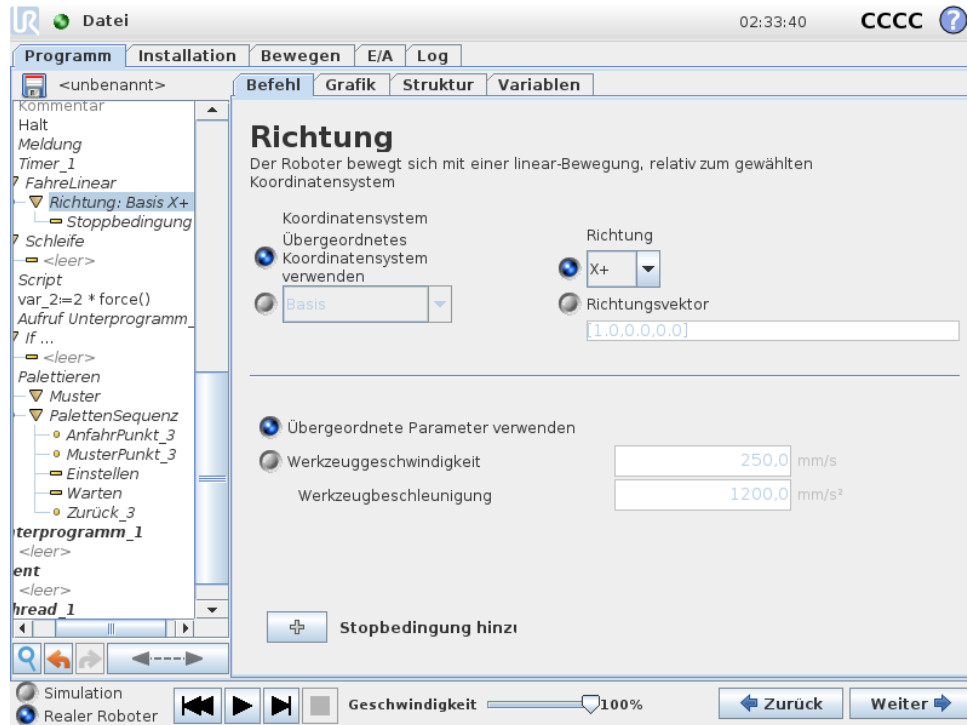 UR Datei 02:33:40 CCCC ?
Programm Installation Bewegen E/A Log
<unbenannt> Befehl Grafik Struktur Variablen
Kommentar
Halt
Meldung
Timer_1
FahreLinear
Richtung: Basis X+
Stoppbedingung
Schleife
<leer>
Script
var_2:=2 * force()
Aufruf Unterprogramm_
If ...
<leer>
Palettieren
Muster
PalettenSequenz
AnfahrPunkt_3
MusterPunkt_3
Einstellen
Warten
Zurück_3
nterprogramm_1
<leer>
ent
<leer>
hread_1
Richtung
Der Roboter bewegt sich mit einer linear-Bewegung, relativ zum gewählten
Koordinatensystem
Koordinatensystem
Übergeordnetes
Koordinatensystem
verwenden
Basis
Richtung
X+
Richtungsvektor
[1.0,0.0,0.0]
Übergeordnete Parameter verwenden
Werkzeuggeschwindigkeit 250,0 mm/s
Werkzeugbeschleunigung 1200,0 mm/s²
Stopbedingung hinzu
Simulation
Realer Roboter
Geschwindigkeit 100%
Zurück Weiter